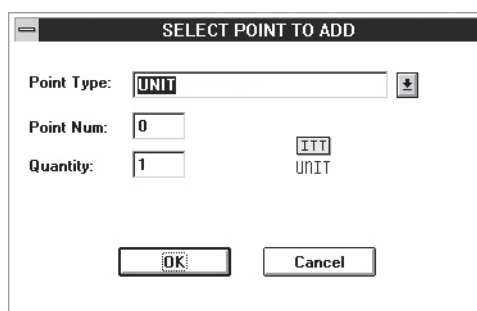 SELECT POINT TO ADD
Point Type: UNIT
Point Num: 0
Quantity: 1
ITT
UNIT
OK Cancel